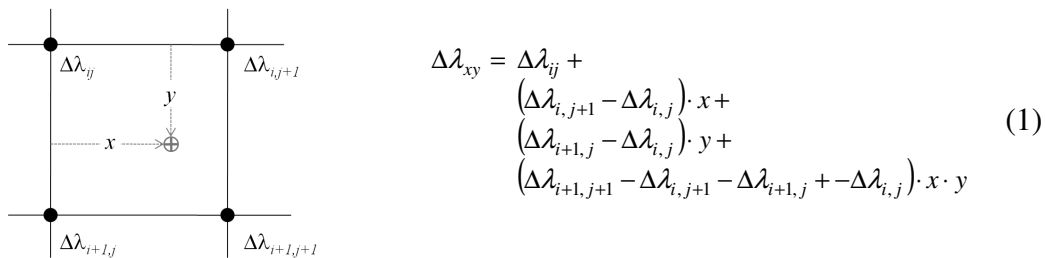 Δλij Δλi,j+1
y
x
Δλi+1,j Δλi+1,j+1
Δλxy = Δλij +
(Δλi,j+1 − Δλi,j)· x +
(Δλi+1,j − Δλi,j)· y +
(Δλi+1,j+1 − Δλi,j+1 − Δλi+1,j + −Δλi,j)· x · y
(1)